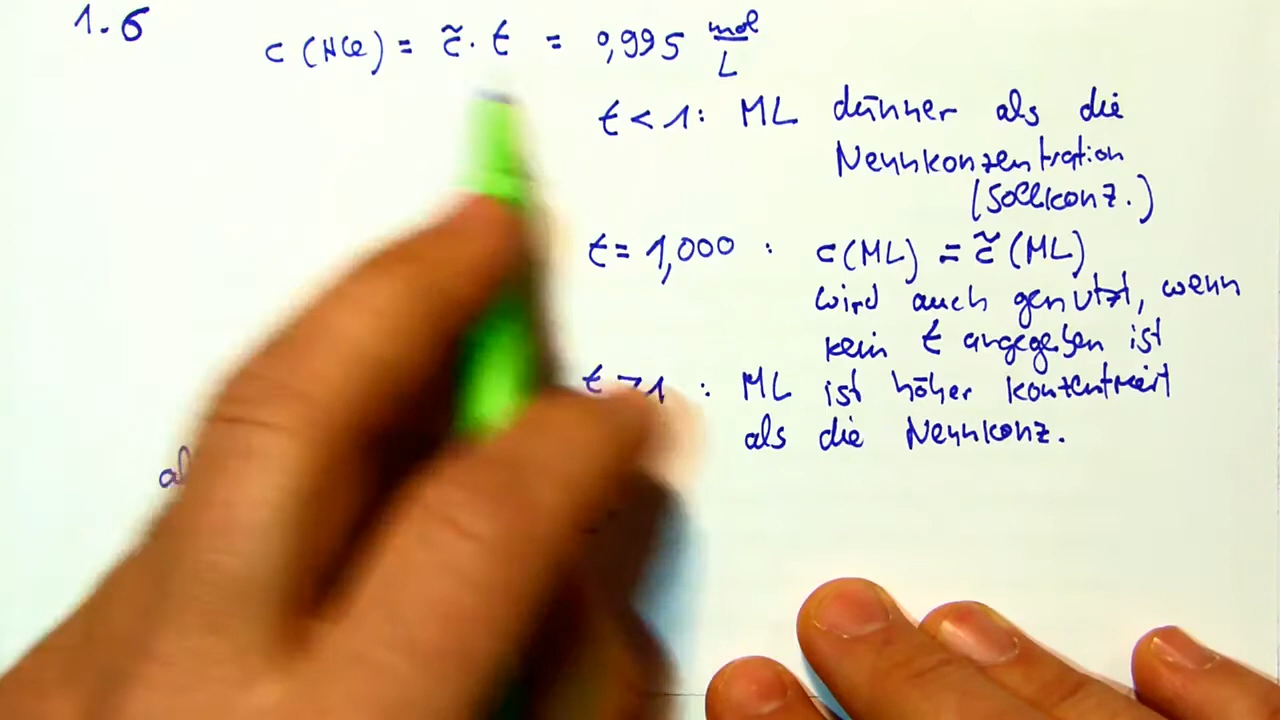 1.6
c (HCl) = c̃ · t = 0,995 mol/L
t < 1 : ML dünner als die
Nennkonzentration
(Sollkonz.)
t = 1,000 : c (ML) = c̃ (ML)
wird auch genutzt, wenn
kein t angegeben ist
t > 1 : ML ist höher konzentriert
als die Nennkonz.